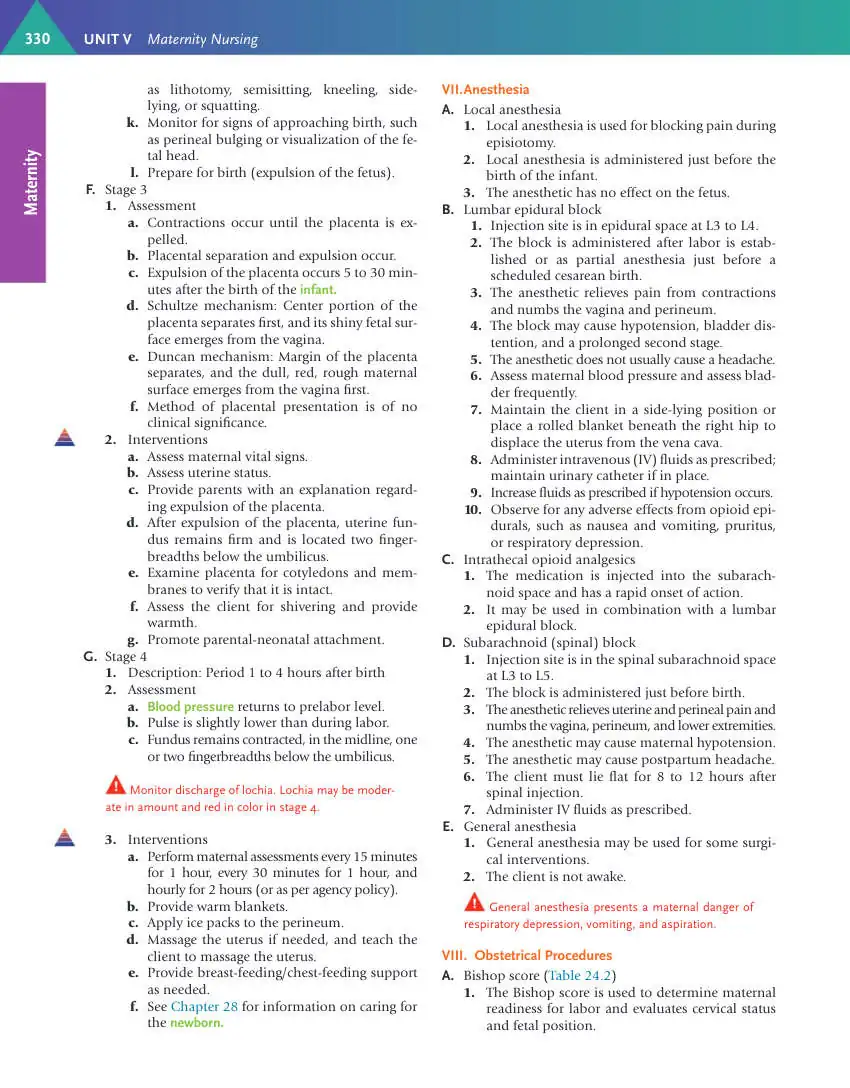 330
UNIT V Maternity Nursing
Maternity
as lithotomy, semisitting, kneeling, side-
lying, or squatting.
k. Monitor for signs of approaching birth, such
as perineal bulging or visualization of the fe-
tal head.
l. Prepare for birth (expulsion of the fetus).
F. Stage 3
1. Assessment
a. Contractions occur until the placenta is ex-
pelled.
b. Placental separation and expulsion occur.
c. Expulsion of the placenta occurs 5 to 30 min-
utes after the birth of the infant.
d. Schultze mechanism: Center portion of the
placenta separates first, and its shiny fetal sur-
face emerges from the vagina.
e. Duncan mechanism: Margin of the placenta
separates, and the dull, red, rough maternal
surface emerges from the vagina first.
f. Method of placental presentation is of no
clinical significance.
2. Interventions
a. Assess maternal vital signs.
b. Assess uterine status.
c. Provide parents with an explanation regard-
ing expulsion of the placenta.
d. After expulsion of the placenta, uterine fun-
dus remains firm and is located two finger-
breadths below the umbilicus.
e. Examine placenta for cotyledons and mem-
branes to verify that it is intact.
f. Assess the client for shivering and provide
warmth.
g. Promote parental-neonatal attachment.
G. Stage 4
1. Description: Period 1 to 4 hours after birth
2. Assessment
a. Blood pressure returns to prelabor level.
b. Pulse is slightly lower than during labor.
c. Fundus remains contracted, in the midline, one
or two fingerbreadths below the umbilicus.
Monitor discharge of lochia. Lochia may be moder-
ate in amount and red in color in stage 4.
3. Interventions
a. Perform maternal assessments every 15 minutes
for 1 hour, every 30 minutes for 1 hour, and
hourly for 2 hours (or as per agency policy).
b. Provide warm blankets.
c. Apply ice packs to the perineum.
d. Massage the uterus if needed, and teach the
client to massage the uterus.
e. Provide breast-feeding/chest-feeding support
as needed.
f. See Chapter 28 for information on caring for
the newborn.
VII.Anesthesia
A. Local anesthesia
1. Local anesthesia is used for blocking pain during
episiotomy.
2. Local anesthesia is administered just before the
birth of the infant.
3. The anesthetic has no effect on the fetus.
B. Lumbar epidural block
1. Injection site is in epidural space at L3 to L4.
2. The block is administered after labor is estab-
lished or as partial anesthesia just before a
scheduled cesarean birth.
3. The anesthetic relieves pain from contractions
and numbs the vagina and perineum.
4. The block may cause hypotension, bladder dis-
tention, and a prolonged second stage.
5. The anesthetic does not usually cause a headache.
6. Assess maternal blood pressure and assess blad-
der frequently.
7. Maintain the client in a side-lying position or
place a rolled blanket beneath the right hip to
displace the uterus from the vena cava.
8. Administer intravenous (IV) fluids as prescribed;
maintain urinary catheter if in place.
9. Increase fluids as prescribed if hypotension occurs.
10. Observe for any adverse effects from opioid epi-
durals, such as nausea and vomiting, pruritus,
or respiratory depression.
C. Intrathecal opioid analgesics
1. The medication is injected into the subarach-
noid space and has a rapid onset of action.
2. It may be used in combination with a lumbar
epidural block.
D. Subarachnoid (spinal) block
1. Injection site is in the spinal subarachnoid space
at L3 to L5.
2. The block is administered just before birth.
3. The anesthetic relieves uterine and perineal pain and
numbs the vagina, perineum, and lower extremities.
4. The anesthetic may cause maternal hypotension.
5. The anesthetic may cause postpartum headache.
6. The client must lie flat for 8 to 12 hours after
spinal injection.
7. Administer IV fluids as prescribed.
E. General anesthesia
1. General anesthesia may be used for some surgi-
cal interventions.
2. The client is not awake.
General anesthesia presents a maternal danger of
respiratory depression, vomiting, and aspiration.
VIII. Obstetrical Procedures
A. Bishop score (Table 24.2)
1. The Bishop score is used to determine maternal
readiness for labor and evaluates cervical status
and fetal position.